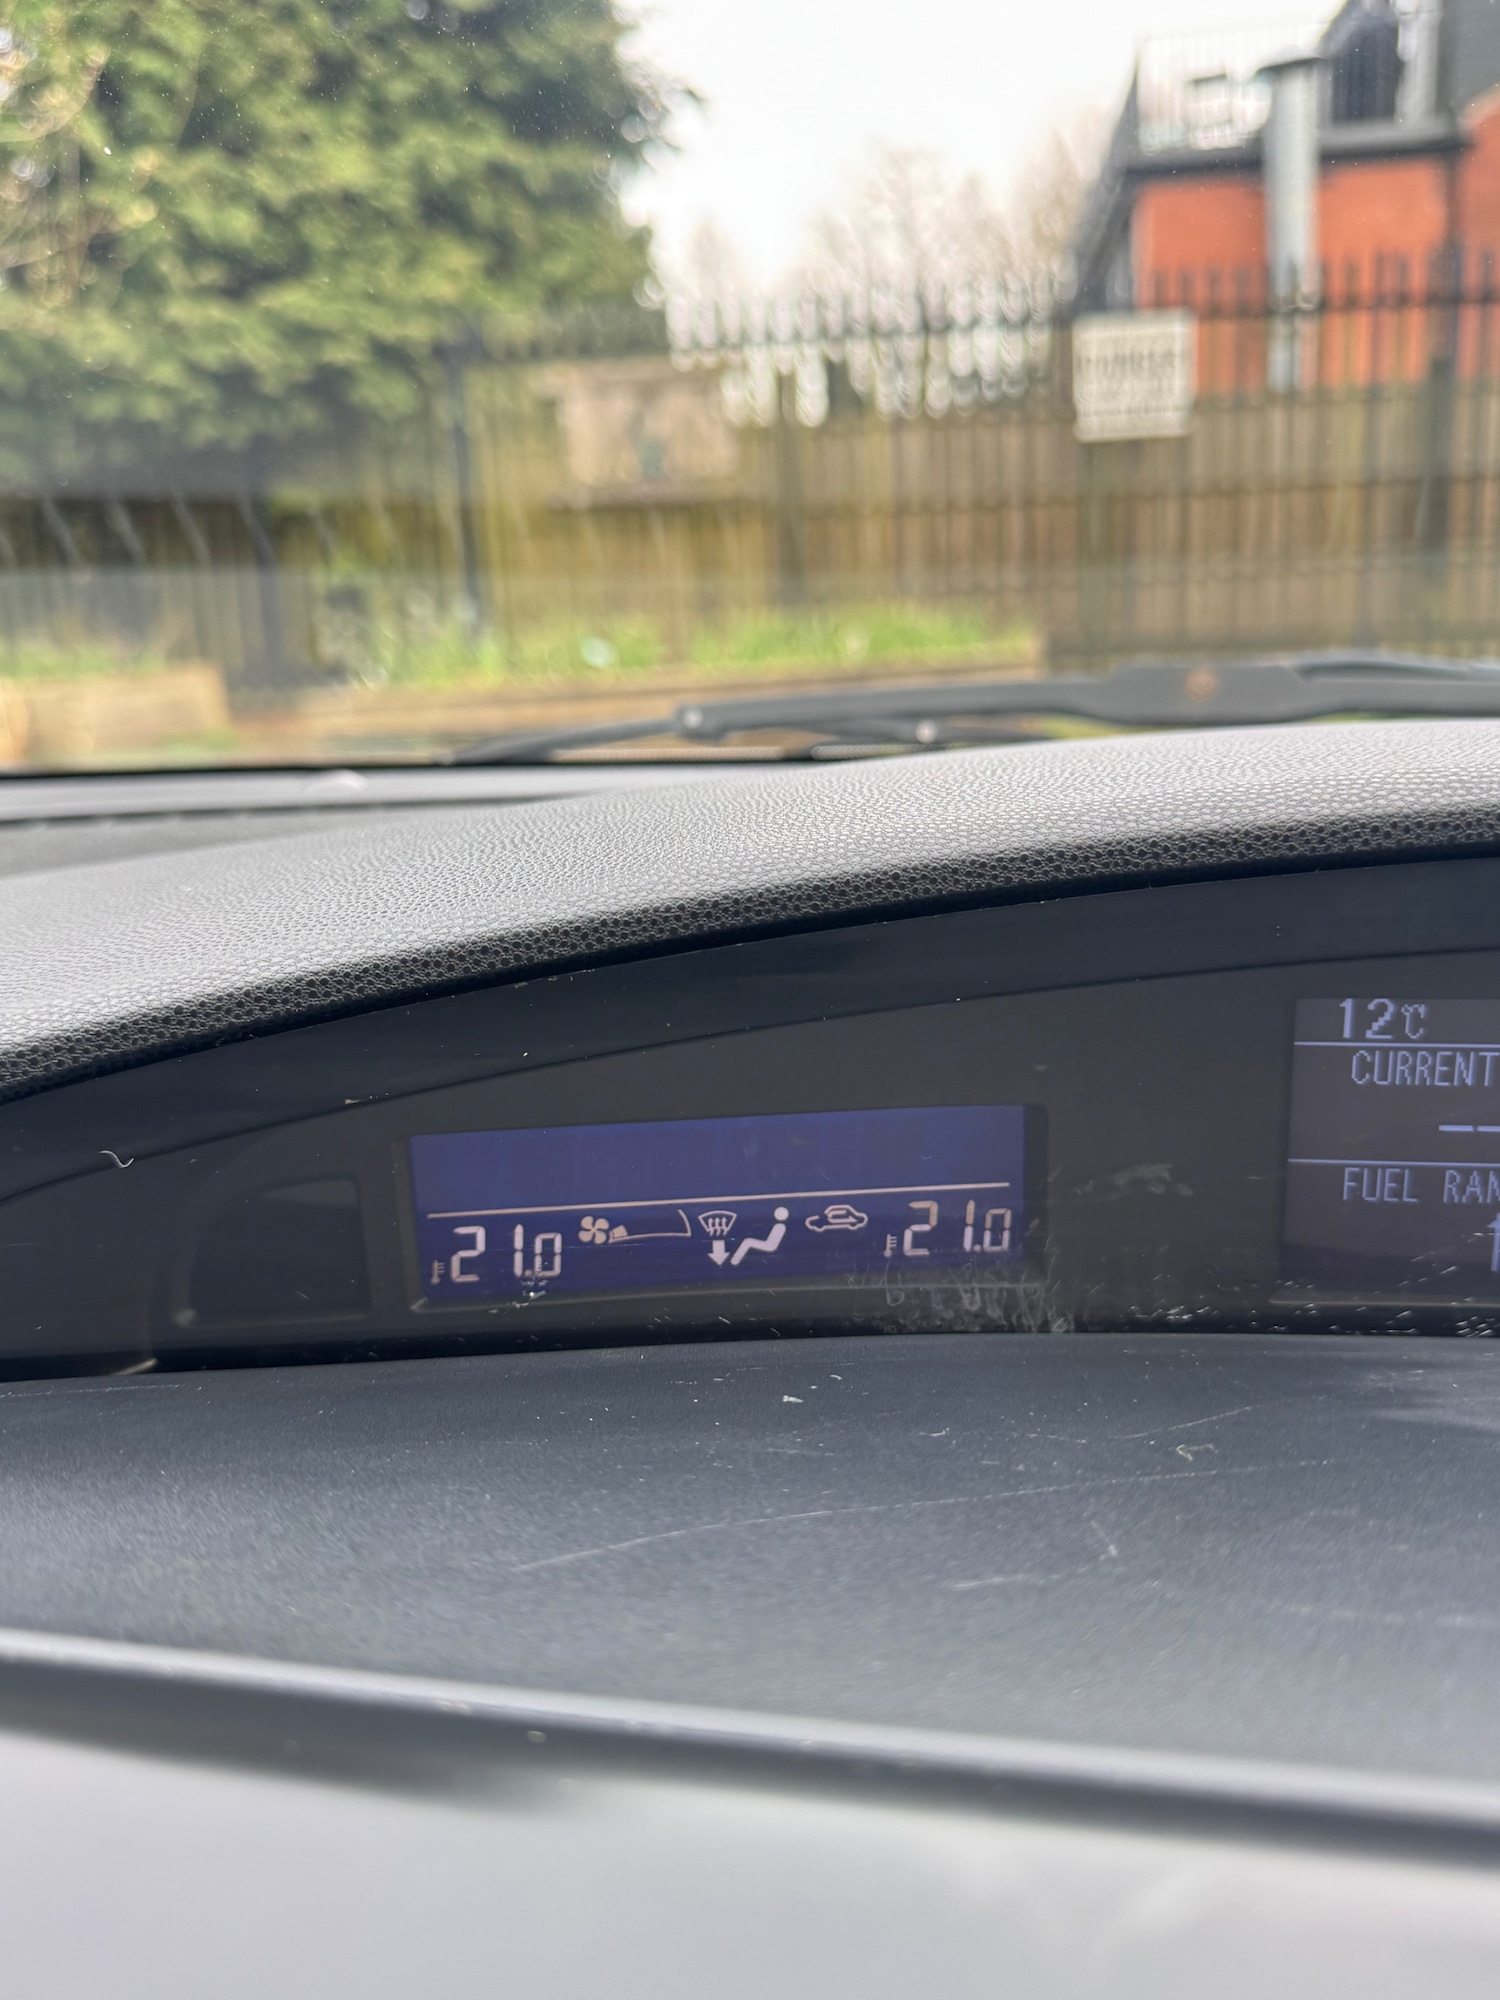 12℃
CURRENT
--
FUEL RAN
21.0 21.0